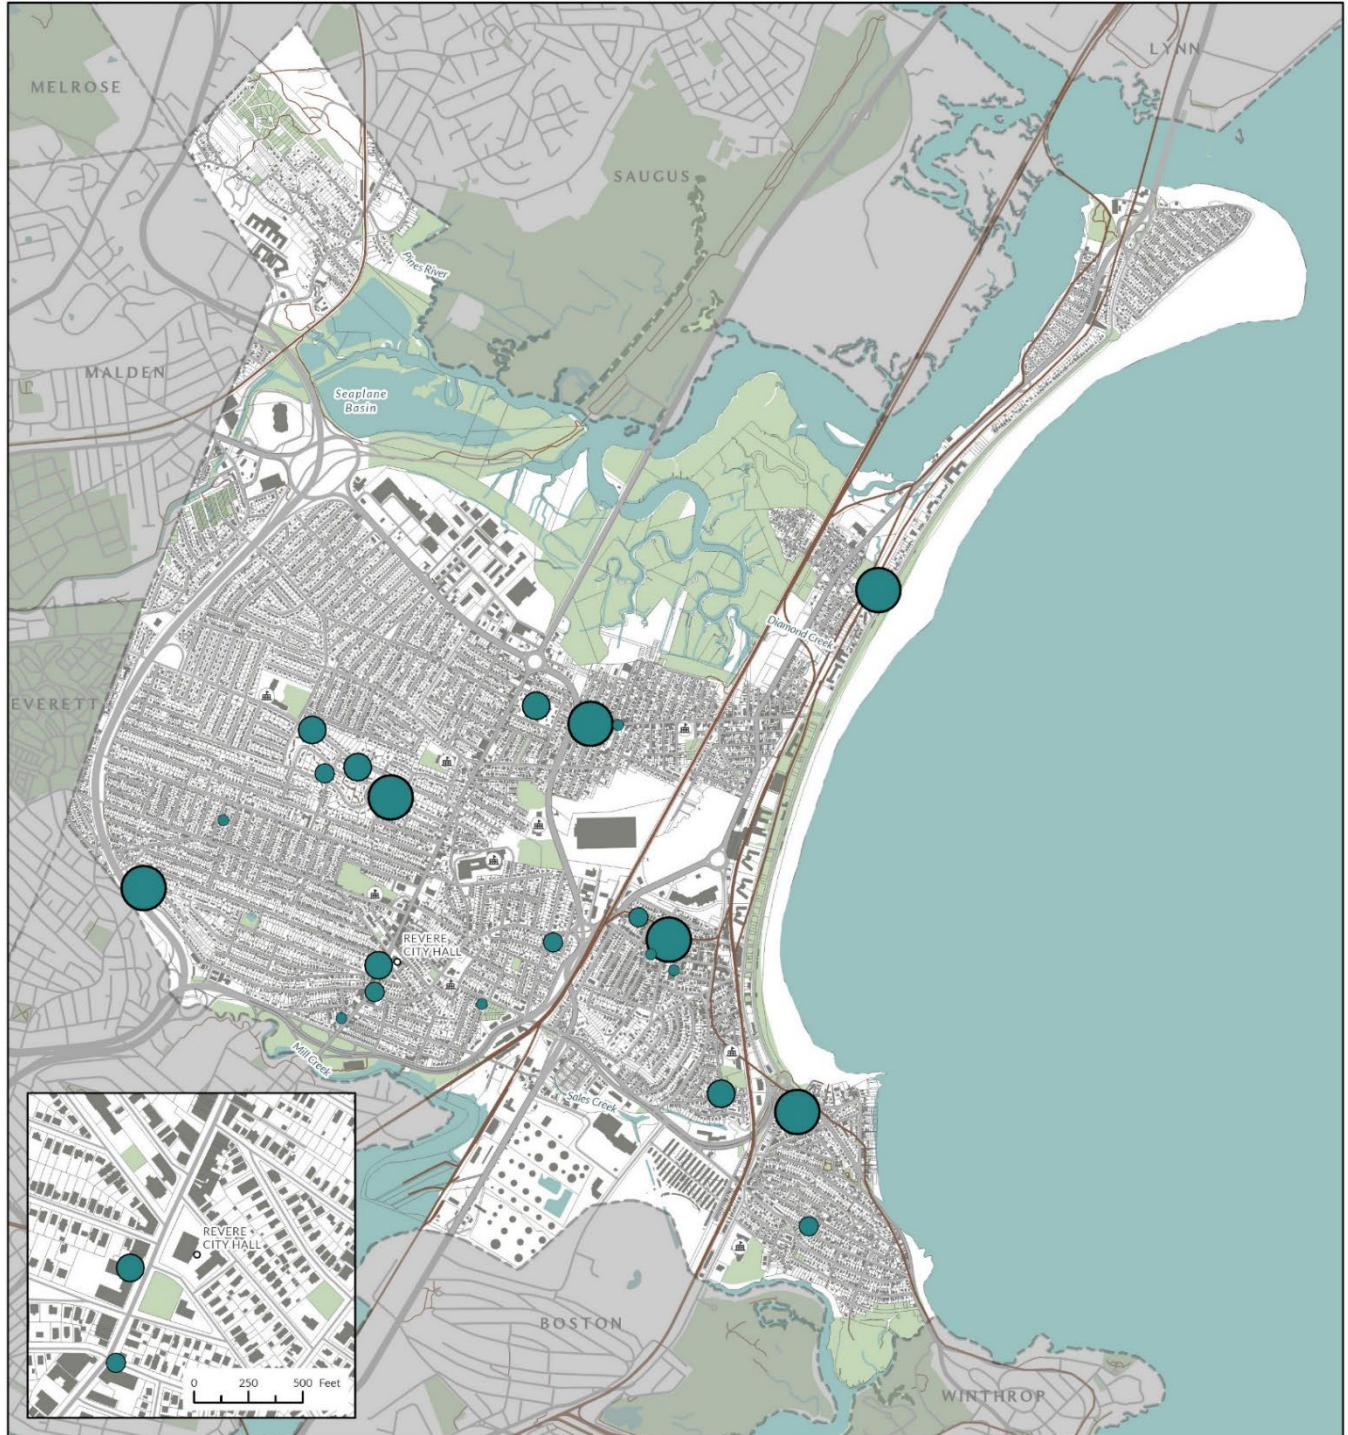 LYNN
MELROSE
SAUGUS
Pines River
MALDEN
Seaplane
Basin
Diamond Creek
EVERETT
REVERE
CITY HALL
Mill Creek
Sales Creek
REVERE
CITY HALL
BOSTON
0 250 500 Feet
WINTHROP